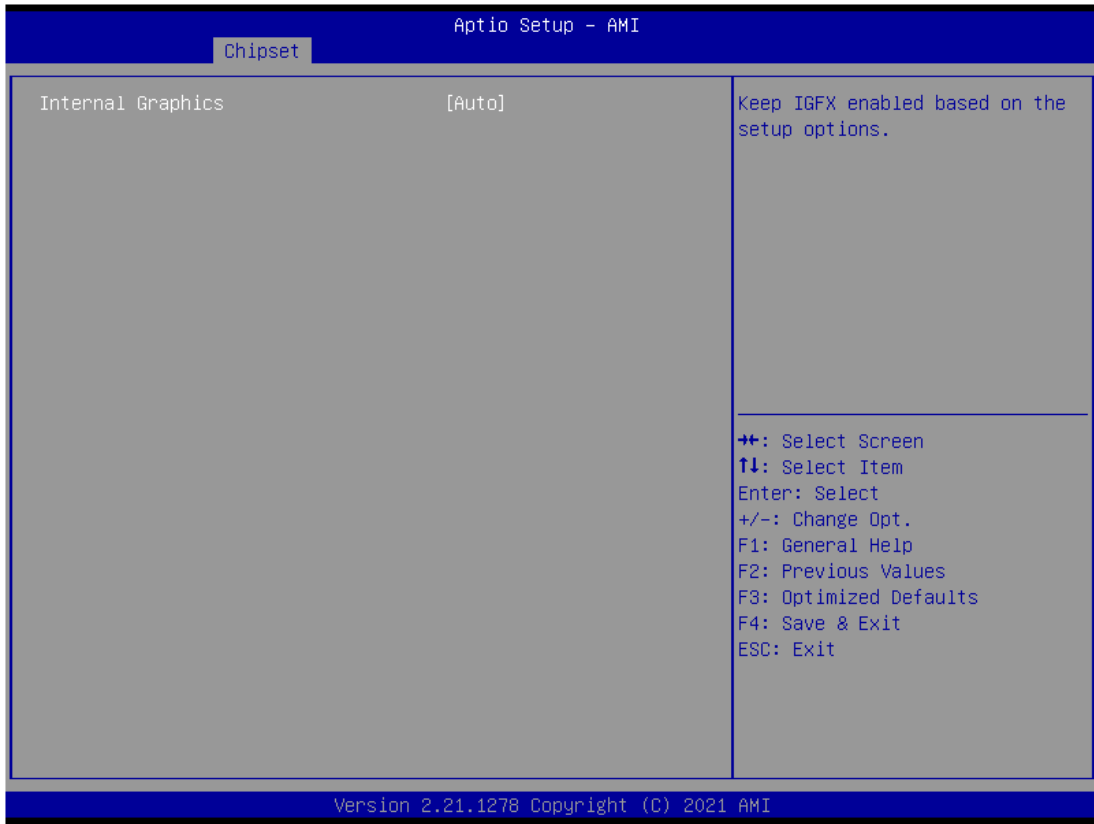 Aptio Setup – AMI
Chipset
Internal Graphics [Auto]
Keep IGFX enabled based on the
setup options.
→←: Select Screen
↑↓: Select Item
Enter: Select
+/-: Change Opt.
F1: General Help
F2: Previous Values
F3: Optimized Defaults
F4: Save & Exit
ESC: Exit
Version 2.21.1278 Copyright (C) 2021 AMI